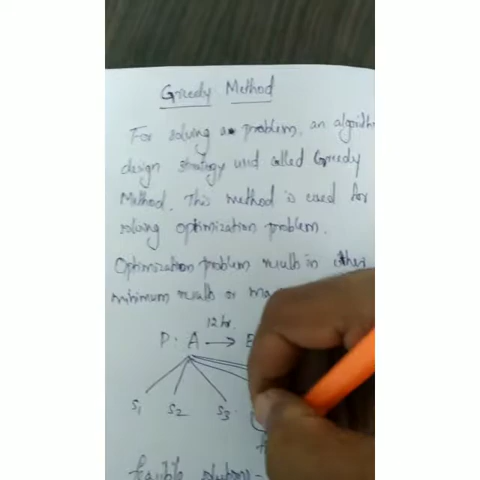 Greedy Method
For solving a problem, an algorith
design strategy used called Greedy
Method. This method is used for
solving optimization problem.
Optimization problem results in either
minimum results or
12 hr.
P. A →
S1 S2 S3
feasible solutions-